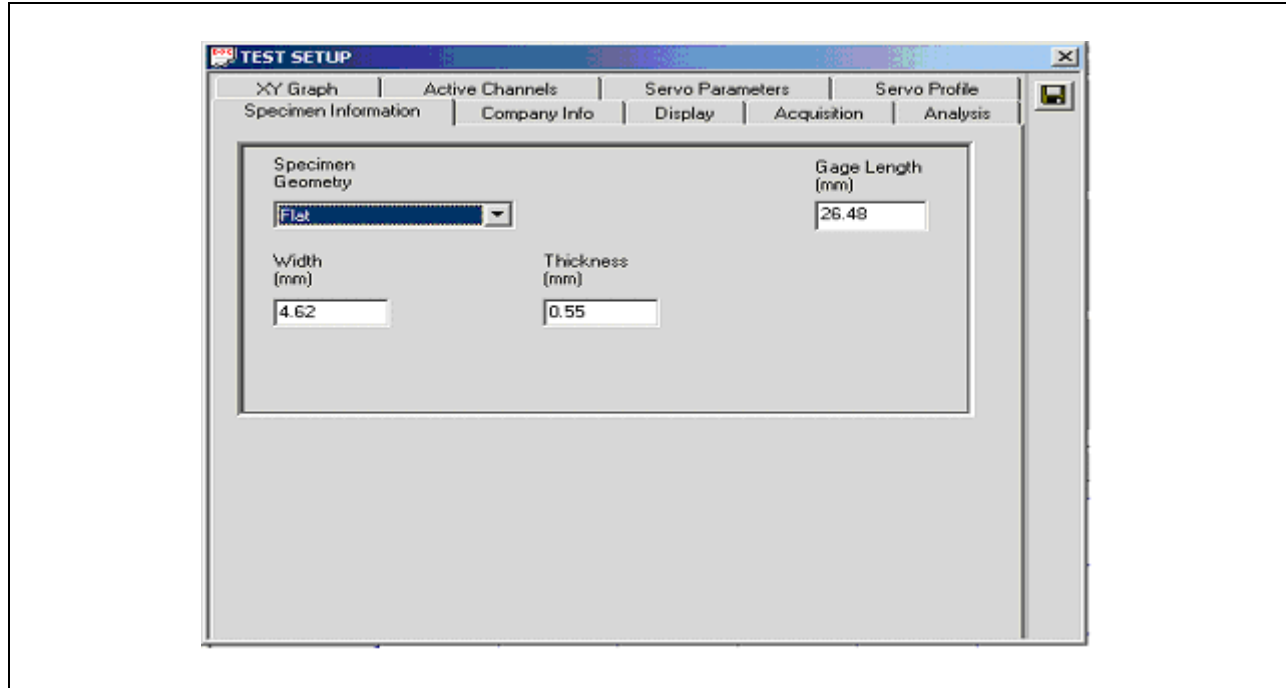 TEST SETUP
XY Graph Active Channels Servo Parameters Servo Profile
Specimen Information Company Info Display Acquisition Analysis
Specimen
Geometry
Gage Length
(mm)
Flat
26.48
Width
(mm)
Thickness
(mm)
4.62
0.55